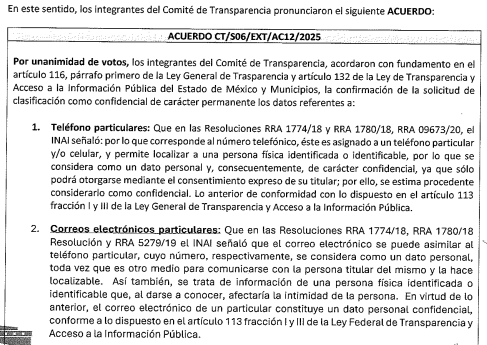 En este sentido, los integrantes del Comité de Transparencia pronunciaron el siguiente ACUERDO:
ACUERDO CT/S06/EXT/AC12/2025
Por unanimidad de votos, los integrantes del Comité de Transparencia, acordaron con fundamento en el
artículo 116, párrafo primero de la Ley General de Trasparencia y artículo 132 de la Ley de Transparencia y
Acceso a la Información Pública del Estado de México y Municipios, la confirmación de la solicitud de
clasificación como confidencial de carácter permanente los datos referentes a:
1. Teléfono particulares: Que en las Resoluciones RRA 1774/18 y RRA 1780/18, RRA 09673/20, el
INAI señaló: por lo que corresponde al número telefónico, éste es asignado a un teléfono particular
y/o celular, y permite localizar a una persona física identificada o identificable, por lo que se
considera como un dato personal y, consecuentemente, de carácter confidencial, ya que sólo
podrá otorgarse mediante el consentimiento expreso de su titular; por ello, se estima procedente
considerarlo como confidencial. Lo anterior de conformidad con lo dispuesto en el artículo 113
fracción I y III de la Ley General de Transparencia y Acceso a la Información Pública.
2. Correos electrónicos particulares: Que en las Resoluciones RRA 1774/18, RRA 1780/18
Resolución y RRA 5279/19 el INAI señaló que el correo electrónico se puede asimilar al
teléfono particular, cuyo número, respectivamente, se considera como un dato personal,
toda vez que es otro medio para comunicarse con la persona titular del mismo y la hace
localizable. Así también, se trata de información de una persona física identificada o
identificable que, al darse a conocer, afectaría la intimidad de la persona. En virtud de lo
anterior, el correo electrónico de un particular constituye un dato personal confidencial,
conforme a lo dispuesto en el artículo 113 fracción I y III de la Ley Federal de Transparencia y
Acceso a la Información Pública.